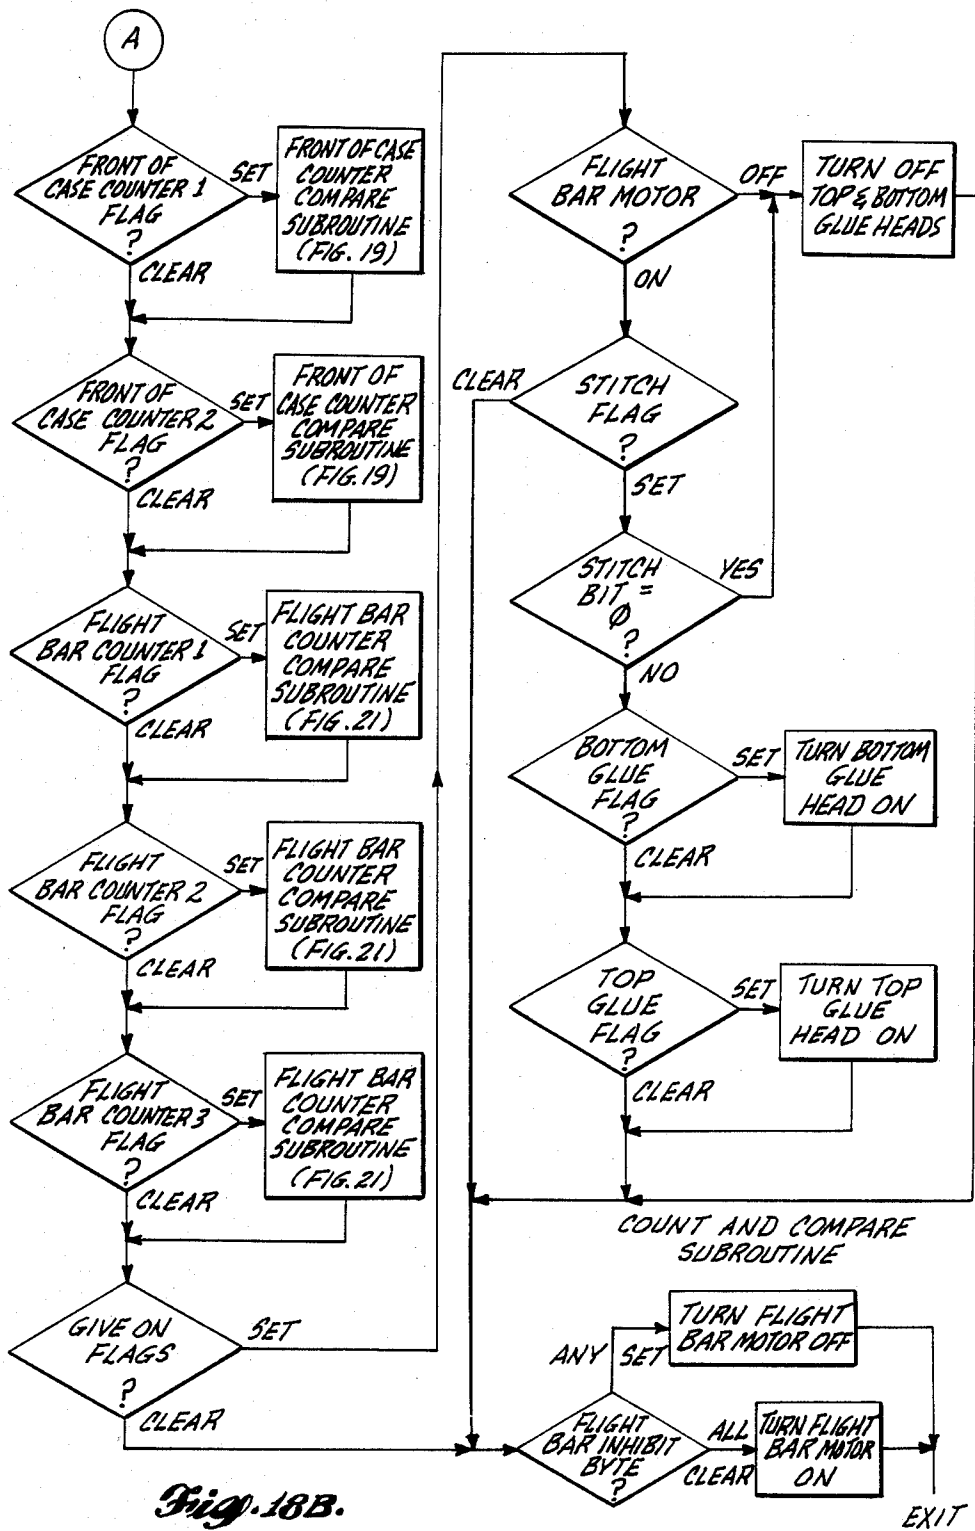 A
FRONT OF
CASE COUNTER 1
FLAG
?
SET
CLEAR
FRONT OF CASE
COUNTER
COMPARE
SUBROUTINE
(FIG. 19)
FRONT OF
CASE COUNTER 2
FLAG
?
SET
CLEAR
FRONT OF
CASE COUNTER
COMPARE
SUBROUTINE
(FIG. 19)
FLIGHT
BAR COUNTER 1
FLAG
?
SET
CLEAR
FLIGHT BAR
COUNTER
COMPARE
SUBROUTINE
(FIG. 21)
FLIGHT
BAR COUNTER 2
FLAG
?
SET
CLEAR
FLIGHT BAR
COUNTER
COMPARE
SUBROUTINE
(FIG. 21)
FLIGHT
BAR COUNTER 3
FLAG
?
SET
CLEAR
FLIGHT BAR
COUNTER
COMPARE
SUBROUTINE
(FIG. 21)
GIVE ON
FLAGS
?
SET
CLEAR
FLIGHT
BAR MOTOR
?
OFF
ON
TURN OFF
TOP & BOTTOM
GLUE HEADS
CLEAR
STITCH
FLAG
?
SET
STITCH
BIT =
Ø
?
YES
NO
BOTTOM
GLUE
FLAG
?
SET
CLEAR
TURN BOTTOM
GLUE
HEAD ON
TOP
GLUE
FLAG
?
SET
CLEAR
TURN TOP
GLUE
HEAD ON
COUNT AND COMPARE
SUBROUTINE
TURN FLIGHT
BAR MOTOR OFF
ANY SET
FLIGHT
BAR INHIBIT
BYTE
?
ALL
CLEAR
TURN FLIGHT
BAR MOTOR
ON
EXIT
Fig. 18B.